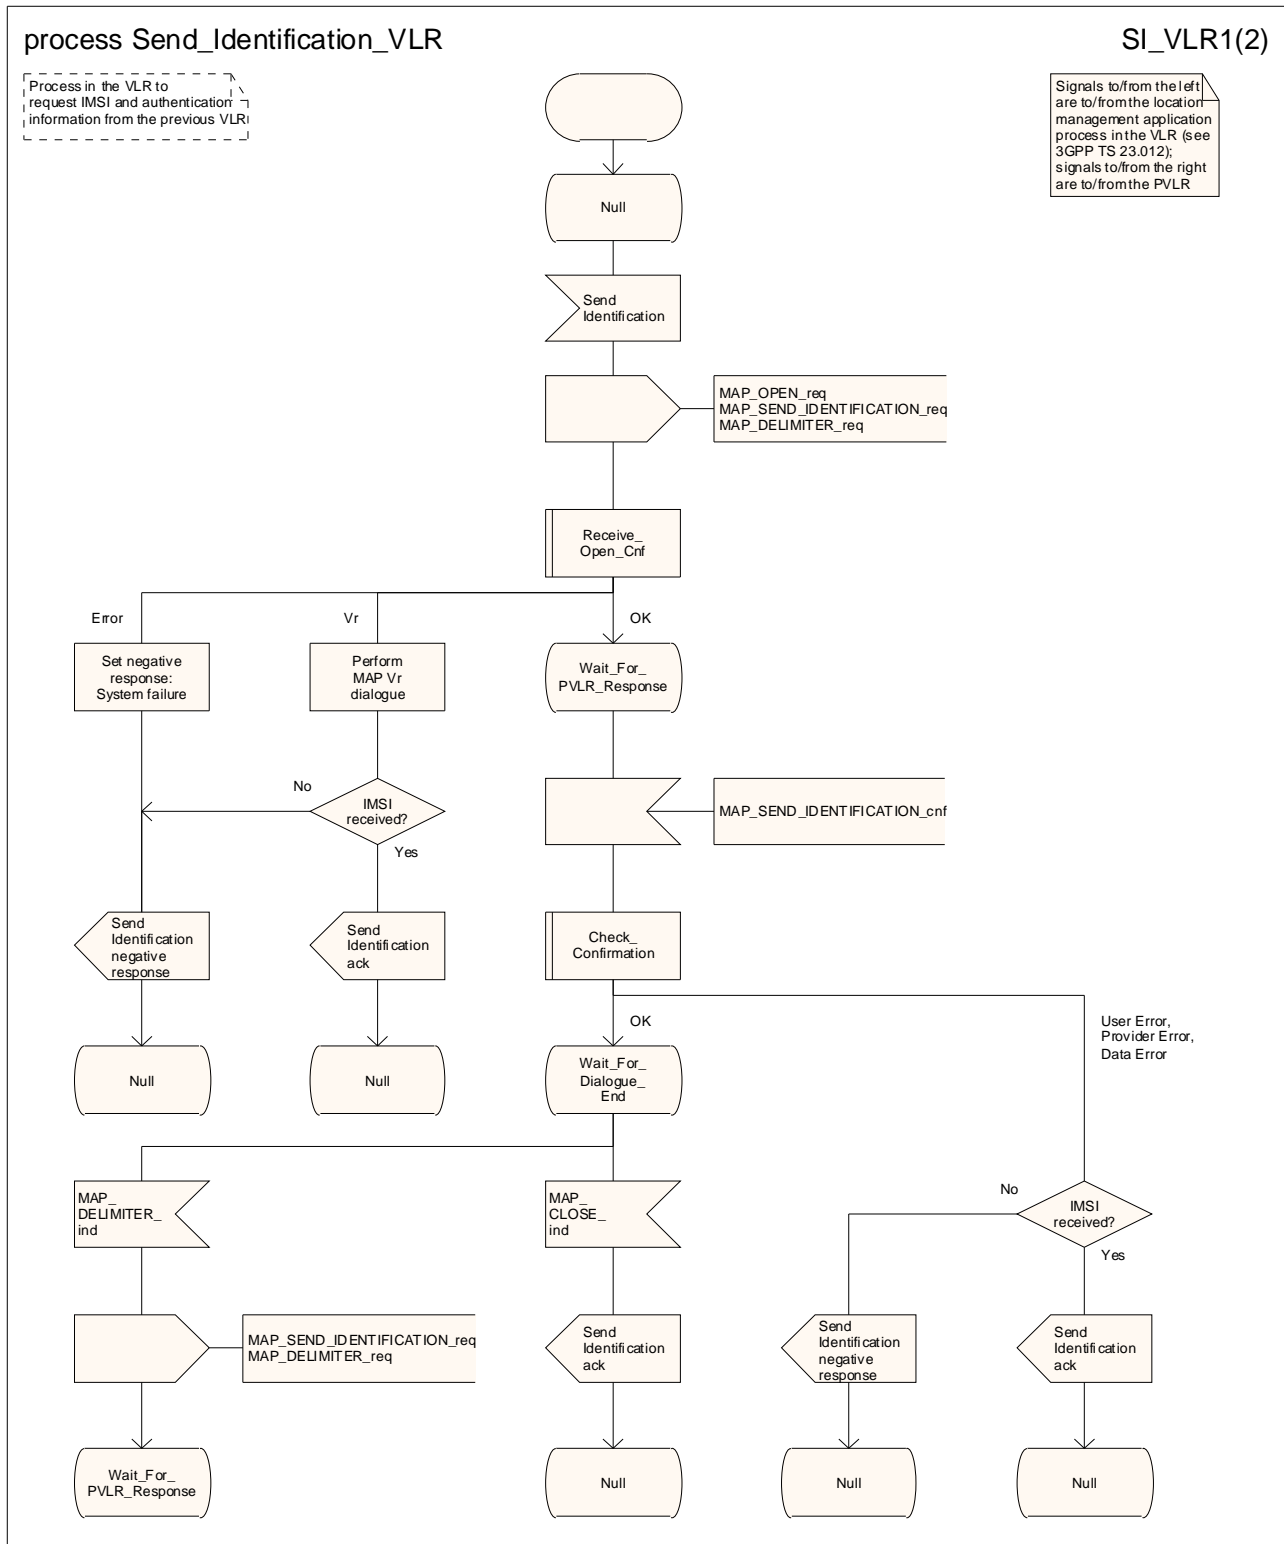 process Send_Identification_VLR
SI_VLR1(2)
Process in the VLR to
request IMSI and authentication
information from the previous VLR
Signals to/from the left
are to/from the location
management application
process in the VLR (see
3GPP TS 23.012);
signals to/from the right
are to/from the PVLR
Null
Send
Identification
MAP_OPEN_req
MAP_SEND_IDENTIFICATION_req
MAP_DELIMITER_req
Receive_
Open_Cnf
Error
Vr
OK
Set negative
response:
System failure
Perform
MAP Vr
dialogue
Wait_For_
PVLR_Response
No
IMSI
received?
Yes
MAP_SEND_IDENTIFICATION_cnf
Send
Identification
negative
response
Send
Identification
ack
Check_
Confirmation
OK
User Error,
Provider Error,
Data Error
Null
Null
Wait_For_
Dialogue_
End
MAP_
DELIMITER_
ind
MAP_
CLOSE_
ind
No
IMSI
received?
Yes
MAP_SEND_IDENTIFICATION_req
MAP_DELIMITER_req
Send
Identification
ack
Send
Identification
negative
response
Send
Identification
ack
Wait_For_
PVLR_Response
Null
Null
Null